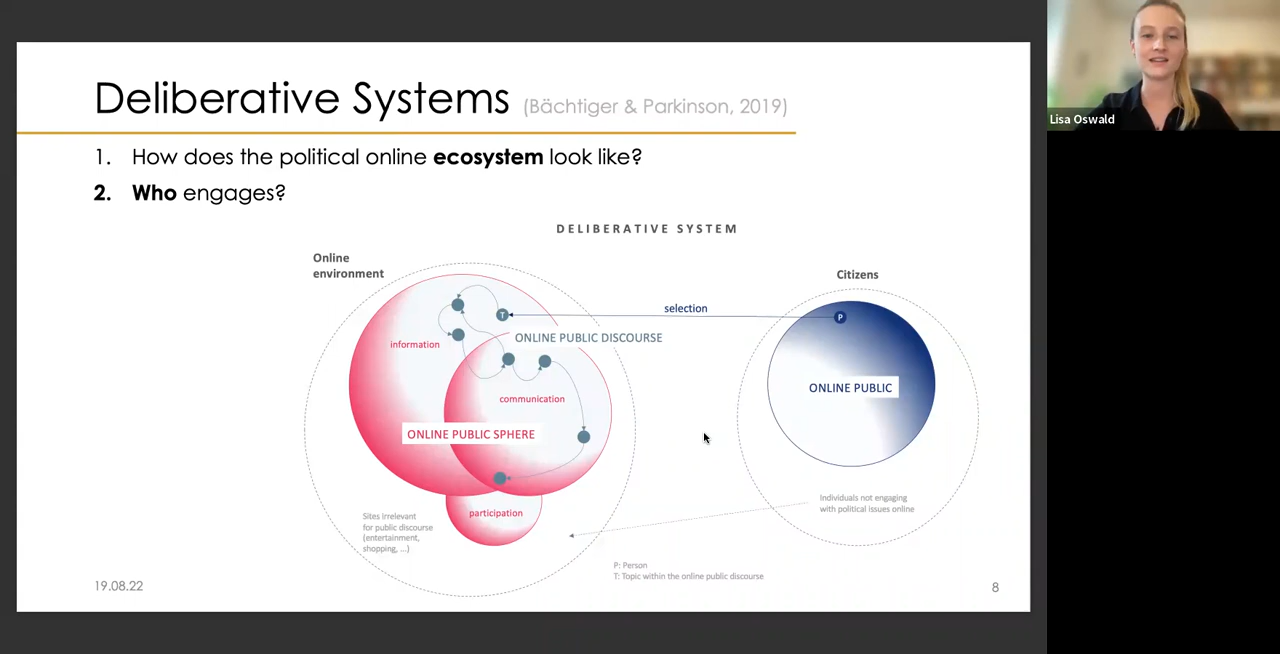 Deliberative Systems (Bächtiger & Parkinson, 2019)
1. How does the political online ecosystem look like?
2. Who engages?
DELIBERATIVE SYSTEM
Online
environment
Citizens
T
selection
P
information
ONLINE PUBLIC DISCOURSE
ONLINE PUBLIC
communication
ONLINE PUBLIC SPHERE
participation
Sites irrelevant
for public discourse
(entertainment,
shopping, ...)
Individuals not engaging
with political issues online
P: Person
T: Topic within the online public discourse
19.08.22
8
Lisa Oswald